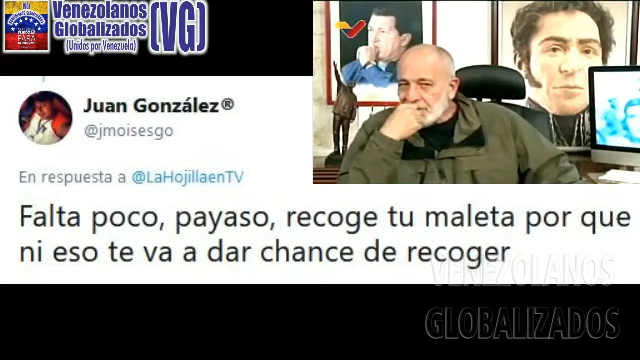 Venezolanos
Globalizados
(Unidos por Venezuela)
(VG)
Juan González®
@jmoisesgo
En respuesta a @LaHojillaenTV
Falta poco, payaso, recoge tu maleta por que
ni eso te va a dar chance de recoger
VENEZOLANOS
GLOBALIZADOS